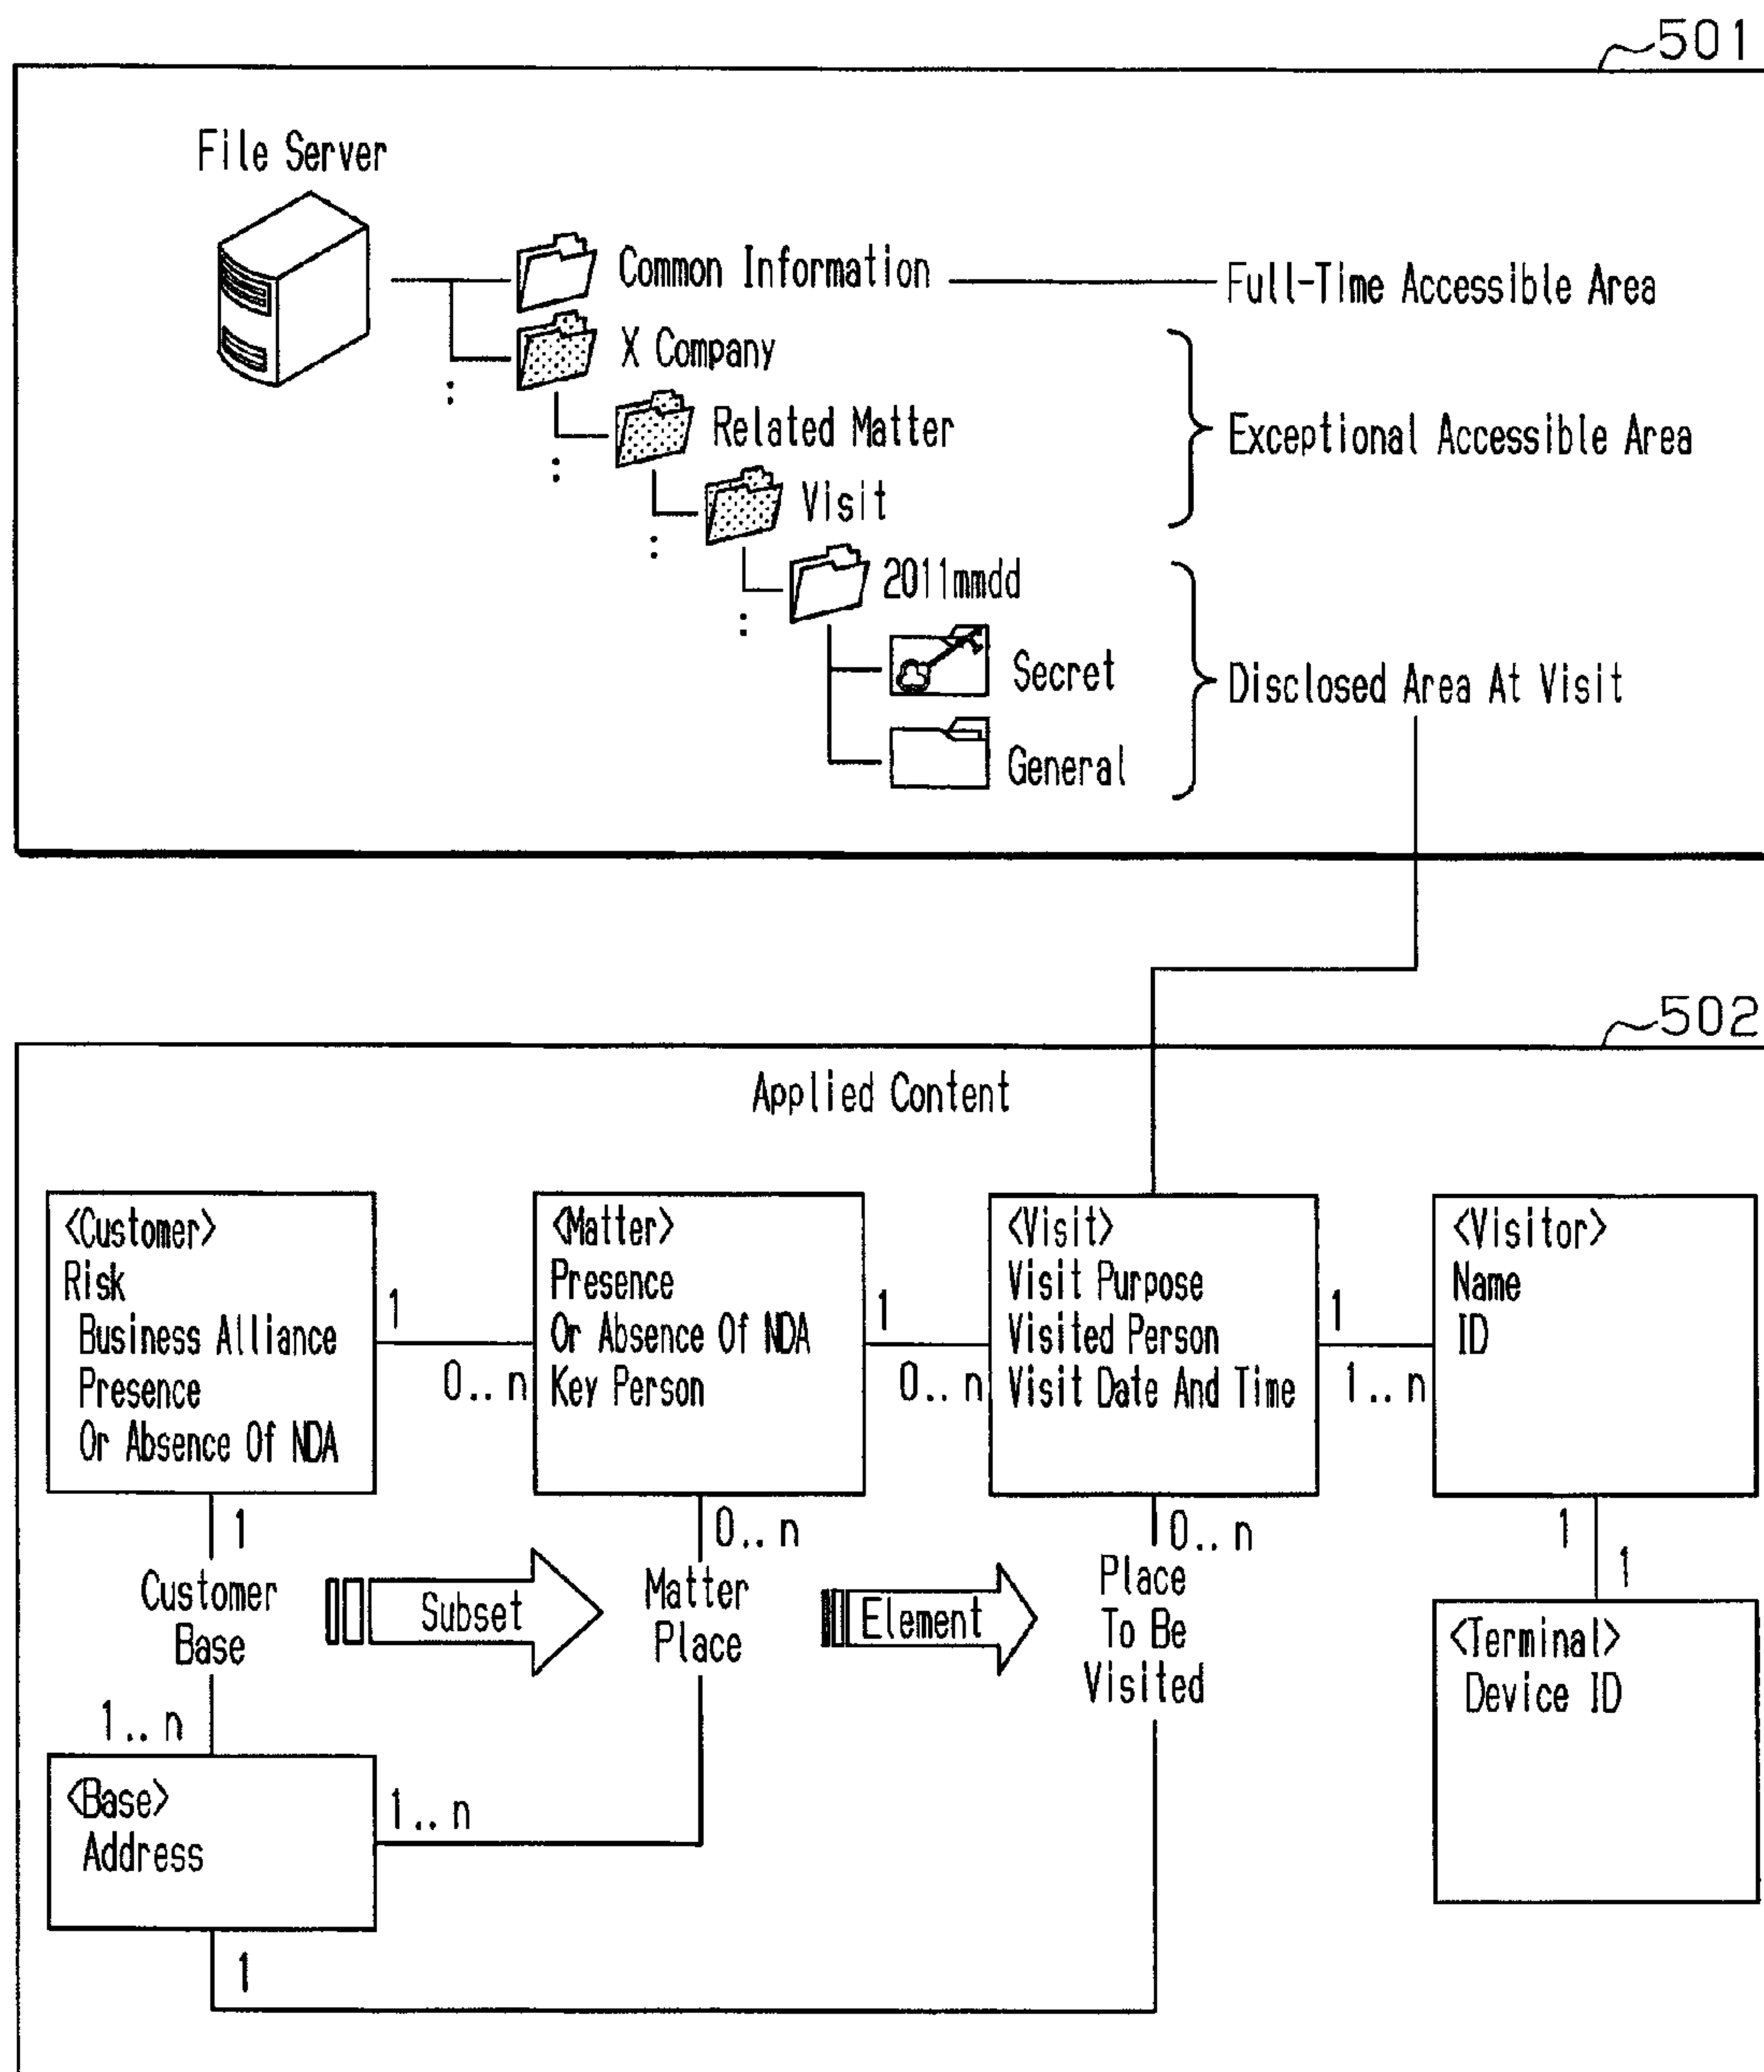 501
File Server
Common Information
Full-Time Accessible Area
X Company
:
Related Matter
Exceptional Accessible Area
:
Visit
:
2011mmdd
:
Secret
Disclosed Area At Visit
General
502
Applied Content
<Customer>
Risk
Business Alliance
Presence
Or Absence Of NDA
1
0..n
<Matter>
Presence
Or Absence Of NDA
Key Person
1
0..n
<Visit>
Visit Purpose
Visited Person
Visit Date And Time
1
1..n
<Visitor>
Name
ID
1
Customer
Base
1..n
Subset
0..n
Matter
Place
Element
0..n
Place
To Be
Visited
1
1
<Terminal>
Device ID
<Base>
Address
1..n
1